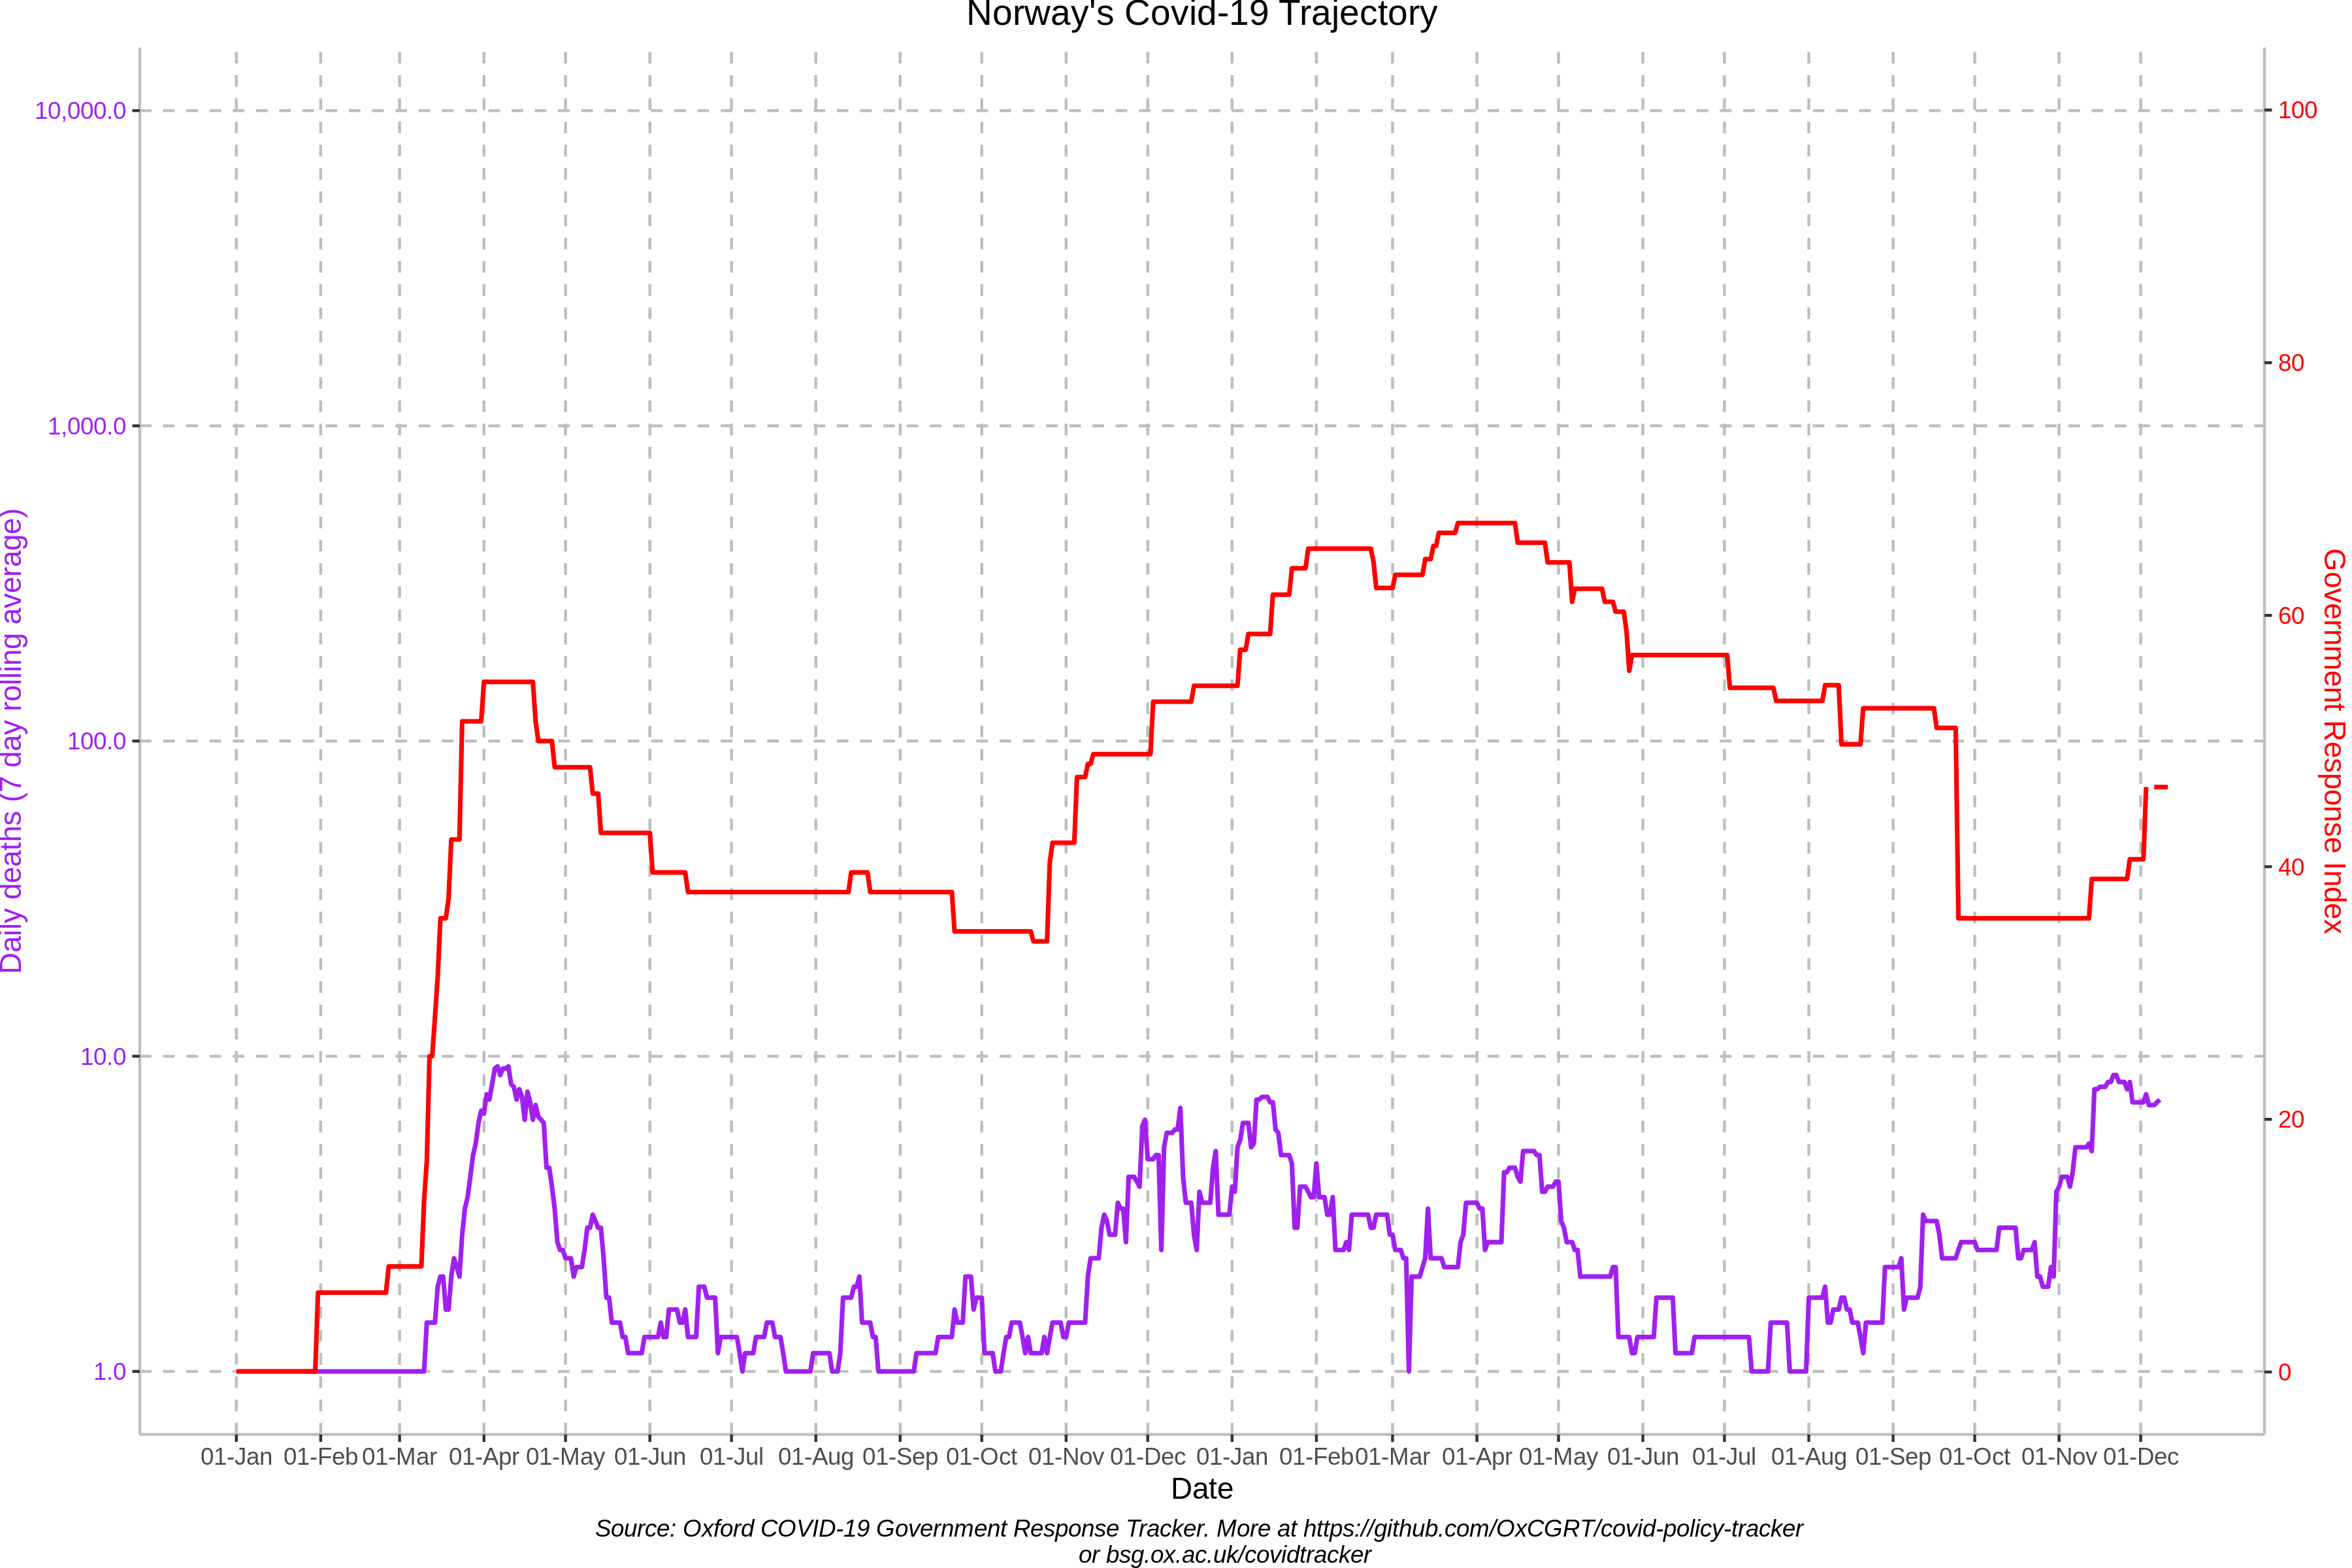 Norway's Covid-19 Trajectory
10,000.0
1,000.0
100.0
10.0
1.0
Daily deaths (7 day rolling average)
100
80
60
40
20
0
Government Response Index
01-Jan 01-Feb 01-Mar 01-Apr 01-May 01-Jun 01-Jul 01-Aug 01-Sep 01-Oct 01-Nov 01-Dec 01-Jan 01-Feb 01-Mar 01-Apr 01-May 01-Jun 01-Jul 01-Aug 01-Sep 01-Oct 01-Nov 01-Dec
Date
Source: Oxford COVID-19 Government Response Tracker. More at https://github.com/OxCGRT/covid-policy-tracker
or bsg.ox.ac.uk/covidtracker